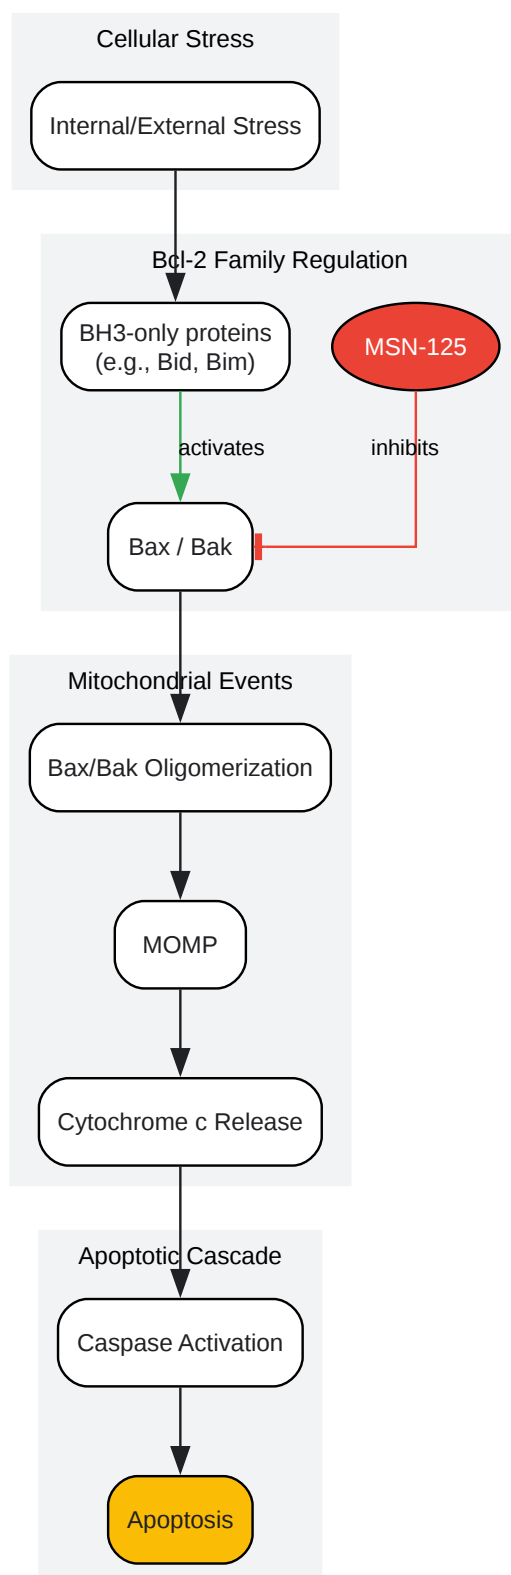 Cellular Stress
Internal/External Stress
Bcl-2 Family Regulation
BH3-only proteins
(e.g., Bid, Bim)
MSN-125
activates
inhibits
Bax / Bak
Mitochondrial Events
Bax/Bak Oligomerization
MOMP
Cytochrome c Release
Apoptotic Cascade
Caspase Activation
Apoptosis